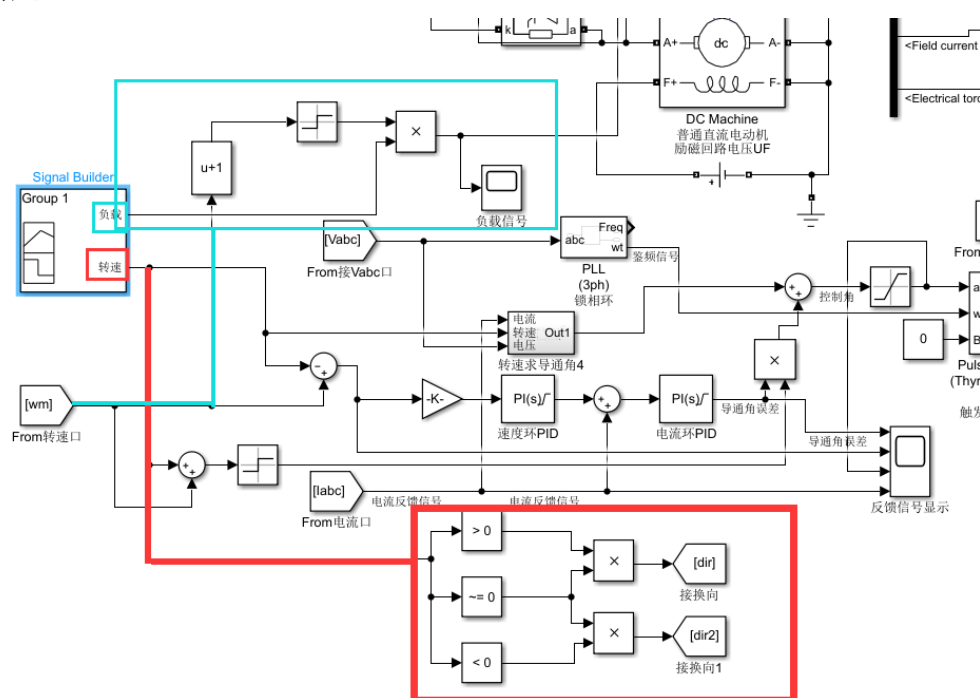 k
a
A+
dc
A-
F+
F-
<Field current
<Electrical torq
DC Machine
普通直流电动机
励磁回路电压UF
+
×
u+1
Signal Builder
Group 1
负载
转速
负载信号
[Vabc]
From接Vabc口
abc
Freq
wt
PLL
(3ph)
锁相环
鉴频信号
控制角
From
电流
转速
电压
Out1
转速求导通角4
0
Puls
(Thyr
触发
×
[wm]
From转速口
-K-
PI(s)
速度环PID
PI(s)
电流环PID
导通角误差
导通角误差
反馈信号显示
[Iabc]
From电流口
电流反馈信号
电流反馈信号
> 0
~= 0
< 0
×
×
[dir]
接换向
[dir2]
接换向1